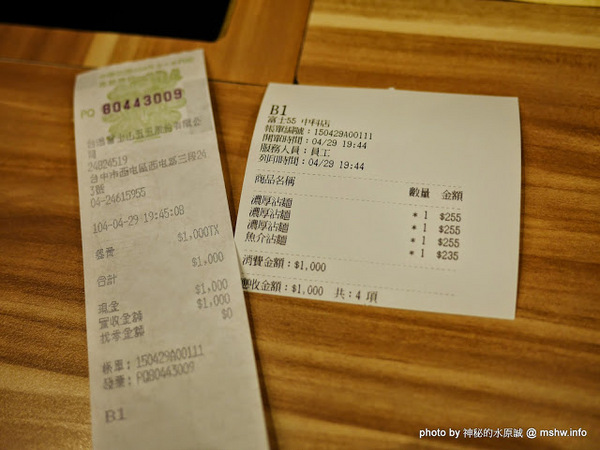 PQ 80443009
台灣富士山五五國際有限公
司
24824519
台中市西屯區西屯路三段24
3號
04-24615955
104-04-29 19:45:08
餐費 $1,000TX
合計 $1,000
現金 $1,000
實收金額 $1,000
找零金額 $0
帳單：150429A00111
發票：PQ80443009
B1
B1
富士55 中科店
帳單編號：150429A00111
開單時間：04/29 19:44
服務人員：員工
列印時間：04/29 19:44
商品名稱 數量 金額
濃厚沾麵 * 1 $255
濃厚沾麵 * 1 $255
濃厚沾麵 * 1 $255
魚介沾麵 * 1 $235
消費金額：$1,000
應收金額：$1,000 共：4 項
photo by 神秘的水原誠 @ mshw.info